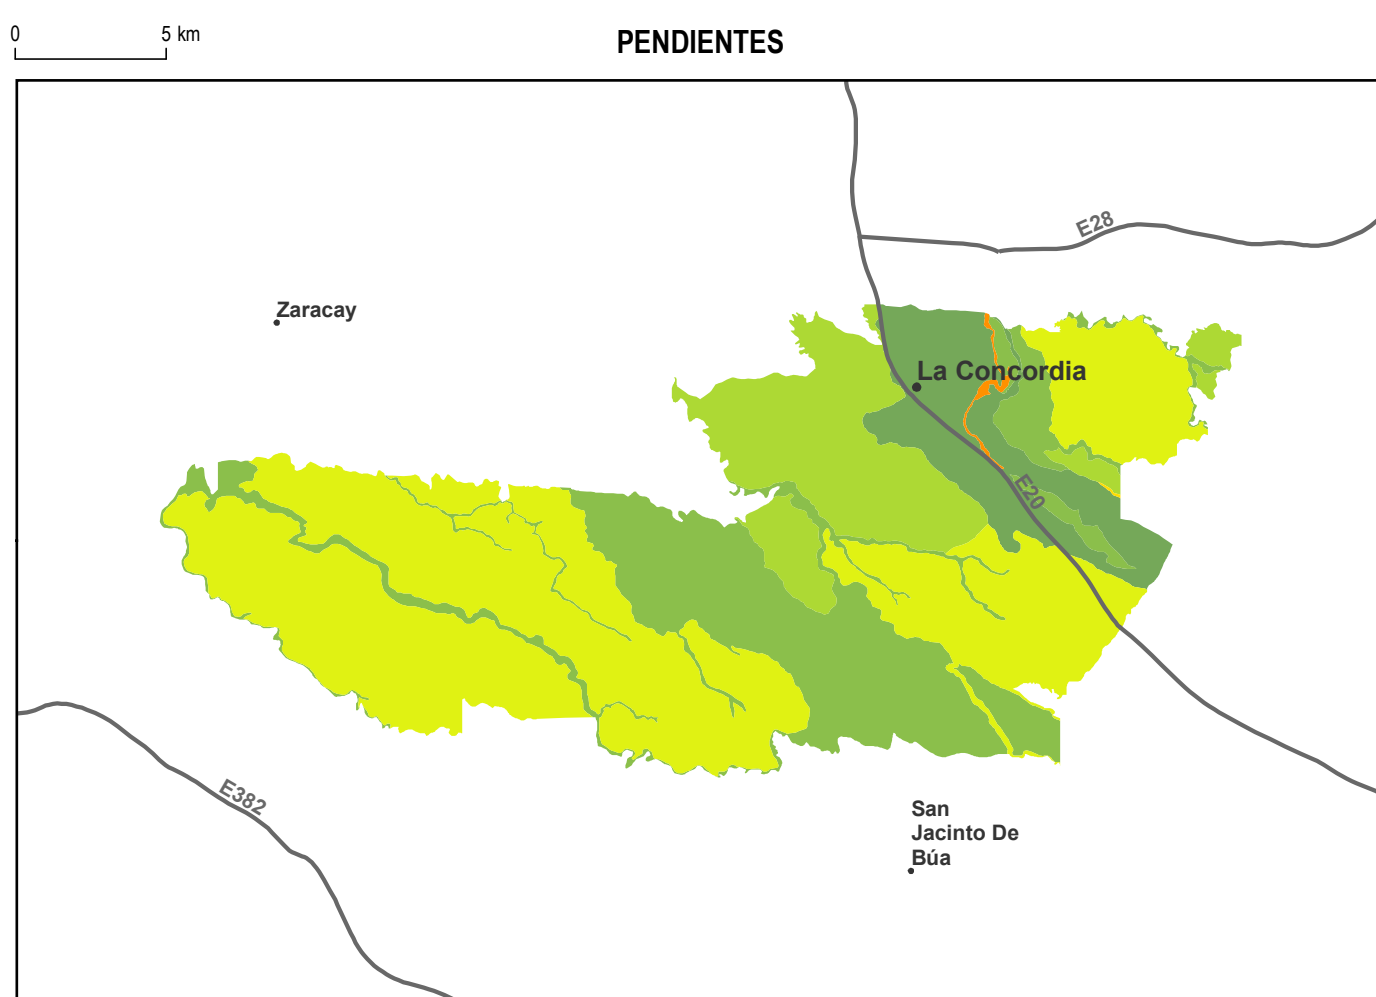 0
5 km
PENDIENTES
E28
Zaracay
La Concordia
E20
E382
San
Jacinto De
Búa